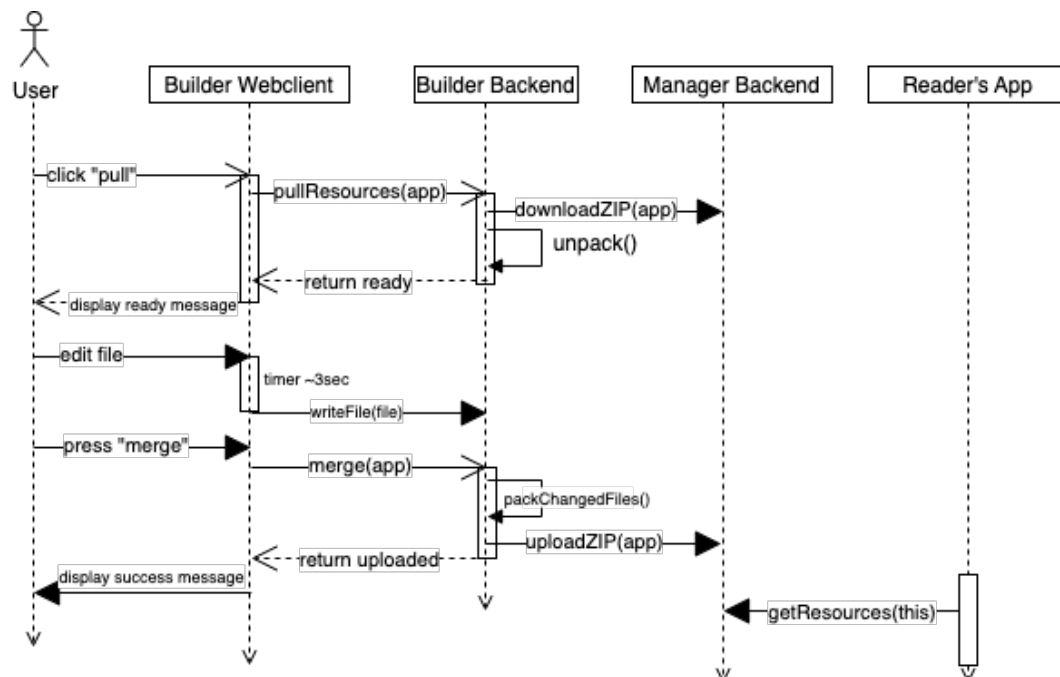 User
Builder Webclient
Builder Backend
Manager Backend
Reader's App
click "pull"
pullResources(app)
downloadZIP(app)
unpack()
return ready
display ready message
edit file
timer ~3sec
writeFile(file)
press "merge"
merge(app)
packChangedFiles()
uploadZIP(app)
return uploaded
display success message
getResources(this)